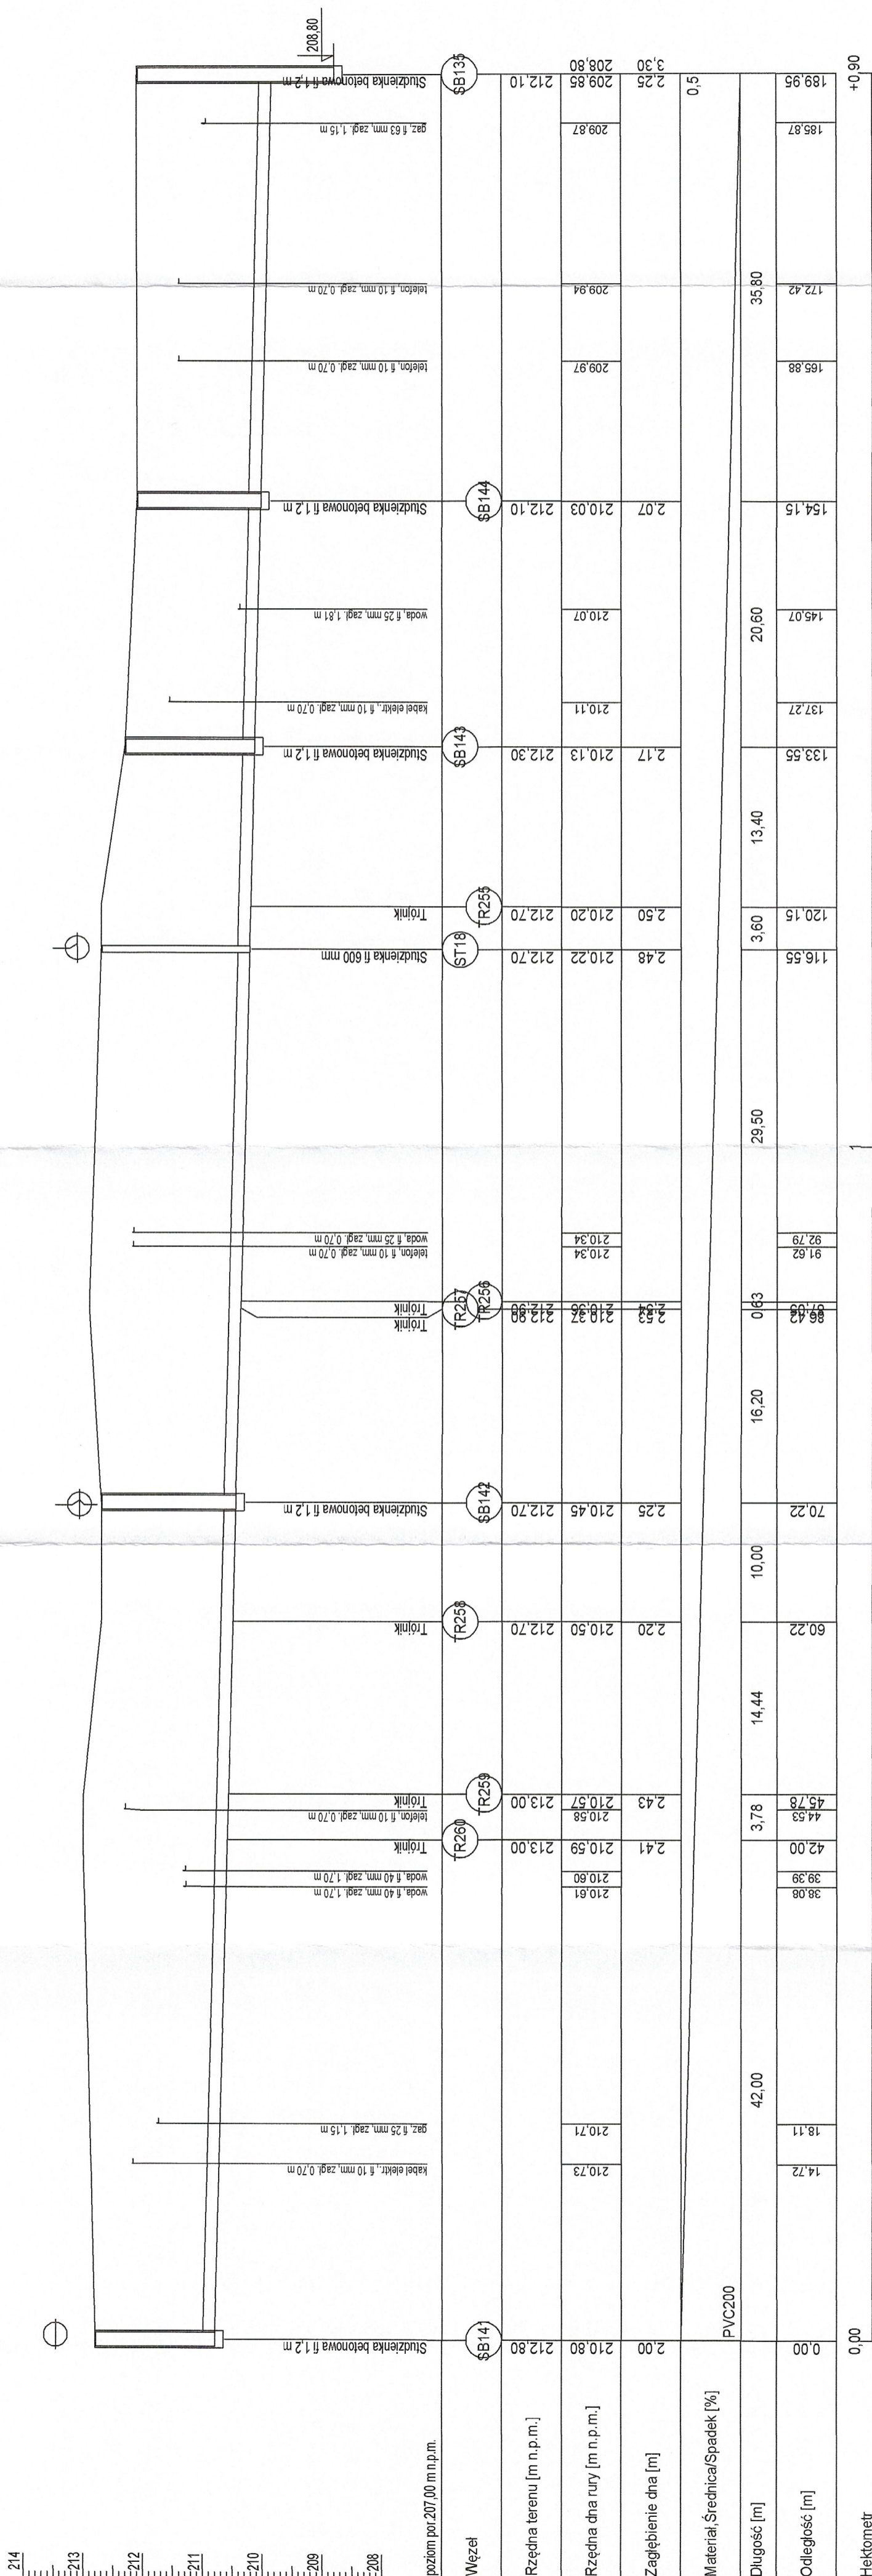 214
213
212
211
210
209
208
poziom por.207,00 m n.p.m.
208,80
Studzienka betonowa fi 1,2 m
kabel elektr., fi 10 mm, zagł. 0,70 m
gaz, fi 25 mm, zagł. 1,15 m
woda, fi 40 mm, zagł. 1,70 m
woda, fi 40 mm, zagł. 1,70 m
Trójnik
telefon, fi 10 mm, zagł. 0,70 m
Trójnik
Trójnik
Studzienka betonowa fi 1,2 m
Trójnik
Trójnik
telefon, fi 10 mm, zagł. 0,70 m
woda, fi 25 mm, zagł. 0,70 m
Studzienka fi 600 mm
Trójnik
Studzienka betonowa fi 1,2 m
kabel elektr., fi 10 mm, zagł. 0,70 m
woda, fi 25 mm, zagł. 1,81 m
Studzienka betonowa fi 1,2 m
telefon, fi 10 mm, zagł. 0,70 m
telefon, fi 10 mm, zagł. 0,70 m
gaz, fi 63 mm, zagł. 1,15 m
Studzienka betonowa fi 1,2 m
Węzeł
SB141
TR260
TR259
TR258
SB142
TR257
TR256
ST18
TR255
SB143
SB144
SB135
Rzędna terenu [m n.p.m.]
212,80
213,00
213,00
212,70
212,70
212,90
212,90
212,70
212,70
212,30
212,10
212,10
Rzędna dna rury [m n.p.m.]
210,80
210,73
210,71
210,61
210,60
210,59
210,58
210,57
210,50
210,45
210,37
210,36
210,34
210,34
210,22
210,20
210,13
210,11
210,07
210,03
209,97
209,94
209,87
209,85
208,80
Zagłębienie dna [m]
2,00
2,41
2,43
2,20
2,25
2,53
2,48
2,50
2,17
2,07
2,25
3,30
Materiał,Średnica/Spadek [%]
PVC200
0,5
Długość [m]
42,00
3,78
14,44
10,00
16,20
0,63
29,50
3,60
13,40
20,60
35,80
Odległość [m]
0,00
14,72
18,11
38,08
39,39
42,00
44,53
45,78
60,22
70,22
86,42
87,05
91,62
92,79
116,55
120,15
133,55
137,27
145,07
154,15
165,88
172,42
185,87
189,95
Hektometr
0,00
1
+0,90